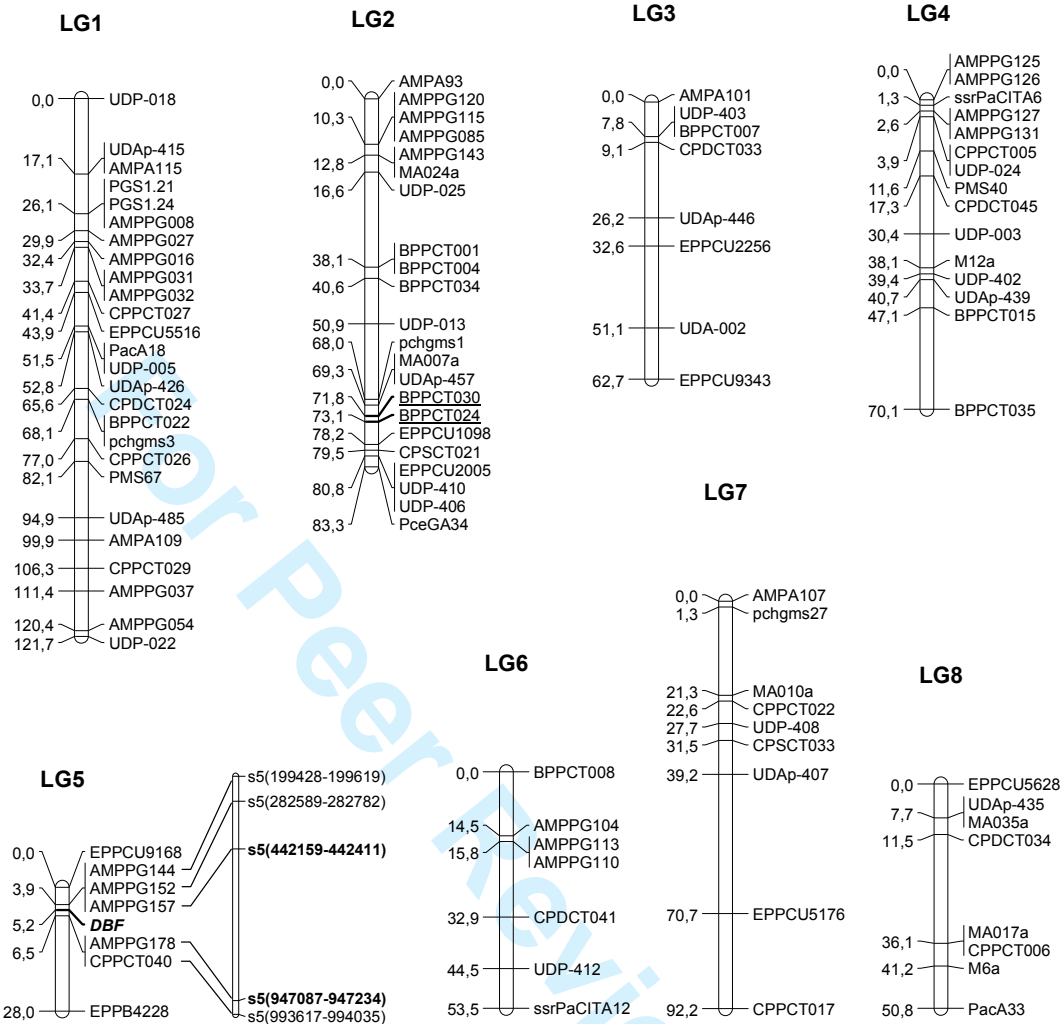 LG1
0,0 UDP-018
17,1 UDAp-415
AMPA115
26,1 PGS1.21
PGS1.24
AMPPG008
29,9 AMPPG027
32,4 AMPPG016
33,7 AMPPG031
AMPPG032
41,4 CPPCT027
43,9 EPPCU5516
51,5 PacA18
UDP-005
52,8 UDAp-426
65,6 CPDCT024
68,1 BPPCT022
pchgms3
77,0 CPPCT026
82,1 PMS67
94,9 UDAp-485
99,9 AMPA109
106,3 CPPCT029
111,4 AMPPG037
120,4 AMPPG054
121,7 UDP-022
LG2
0,0 AMPA93
10,3 AMPPG120
AMPPG115
AMPPG085
12,8 AMPPG143
MA024a
16,6 UDP-025
38,1 BPPCT001
BPPCT004
40,6 BPPCT034
50,9 UDP-013
68,0 pchgms1
69,3 MA007a
UDAp-457
71,8 BPPCT030
73,1 BPPCT024
78,2 EPPCU1098
79,5 CPSCT021
80,8 EPPCU2005
UDP-410
UDP-406
83,3 PceGA34
LG3
0,0 AMPA101
7,8 UDP-403
BPPCT007
9,1 CPDCT033
26,2 UDAp-446
32,6 EPPCU2256
51,1 UDA-002
62,7 EPPCU9343
LG4
0,0 AMPPG125
AMPPG126
1,3 ssrPaCITA6
2,6 AMPPG127
AMPPG131
3,9 CPPCT005
UDP-024
11,6 PMS40
17,3 CPDCT045
30,4 UDP-003
38,1 M12a
39,4 UDP-402
40,7 UDAp-439
47,1 BPPCT015
70,1 BPPCT035
LG5
0,0 EPPCU9168
3,9 AMPPG144
AMPPG152
AMPPG157
5,2 DBF
6,5 AMPPG178
CPPCT040
28,0 EPPB4228
s5(199428-199619)
s5(282589-282782)
s5(442159-442411)
s5(947087-947234)
s5(993617-994035)
LG6
0,0 BPPCT008
14,5 AMPPG104
15,8 AMPPG113
AMPPG110
32,9 CPDCT041
44,5 UDP-412
53,5 ssrPaCITA12
LG7
0,0 AMPA107
1,3 pchgms27
21,3 MA010a
22,6 CPPCT022
27,7 UDP-408
31,5 CPSCT033
39,2 UDAp-407
70,7 EPPCU5176
92,2 CPPCT017
LG8
0,0 EPPCU5628
7,7 UDAp-435
MA035a
11,5 CPDCT034
36,1 MA017a
CPPCT006
41,2 M6a
50,8 PacA33
For Peer Review